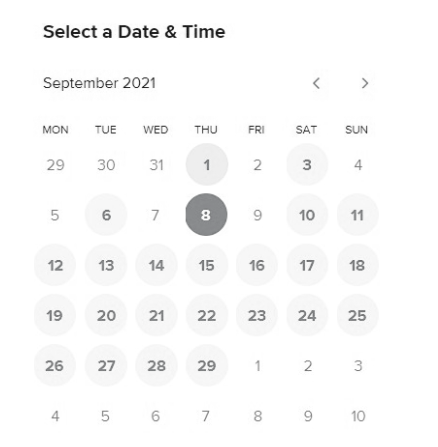 Select a Date & Time
September 2021
MON TUE WED THU FRI SAT SUN
29 30 31 1 2 3 4
5 6 7 8 9 10 11
12 13 14 15 16 17 18
19 20 21 22 23 24 25
26 27 28 29 1 2 3
4 5 6 7 8 9 10